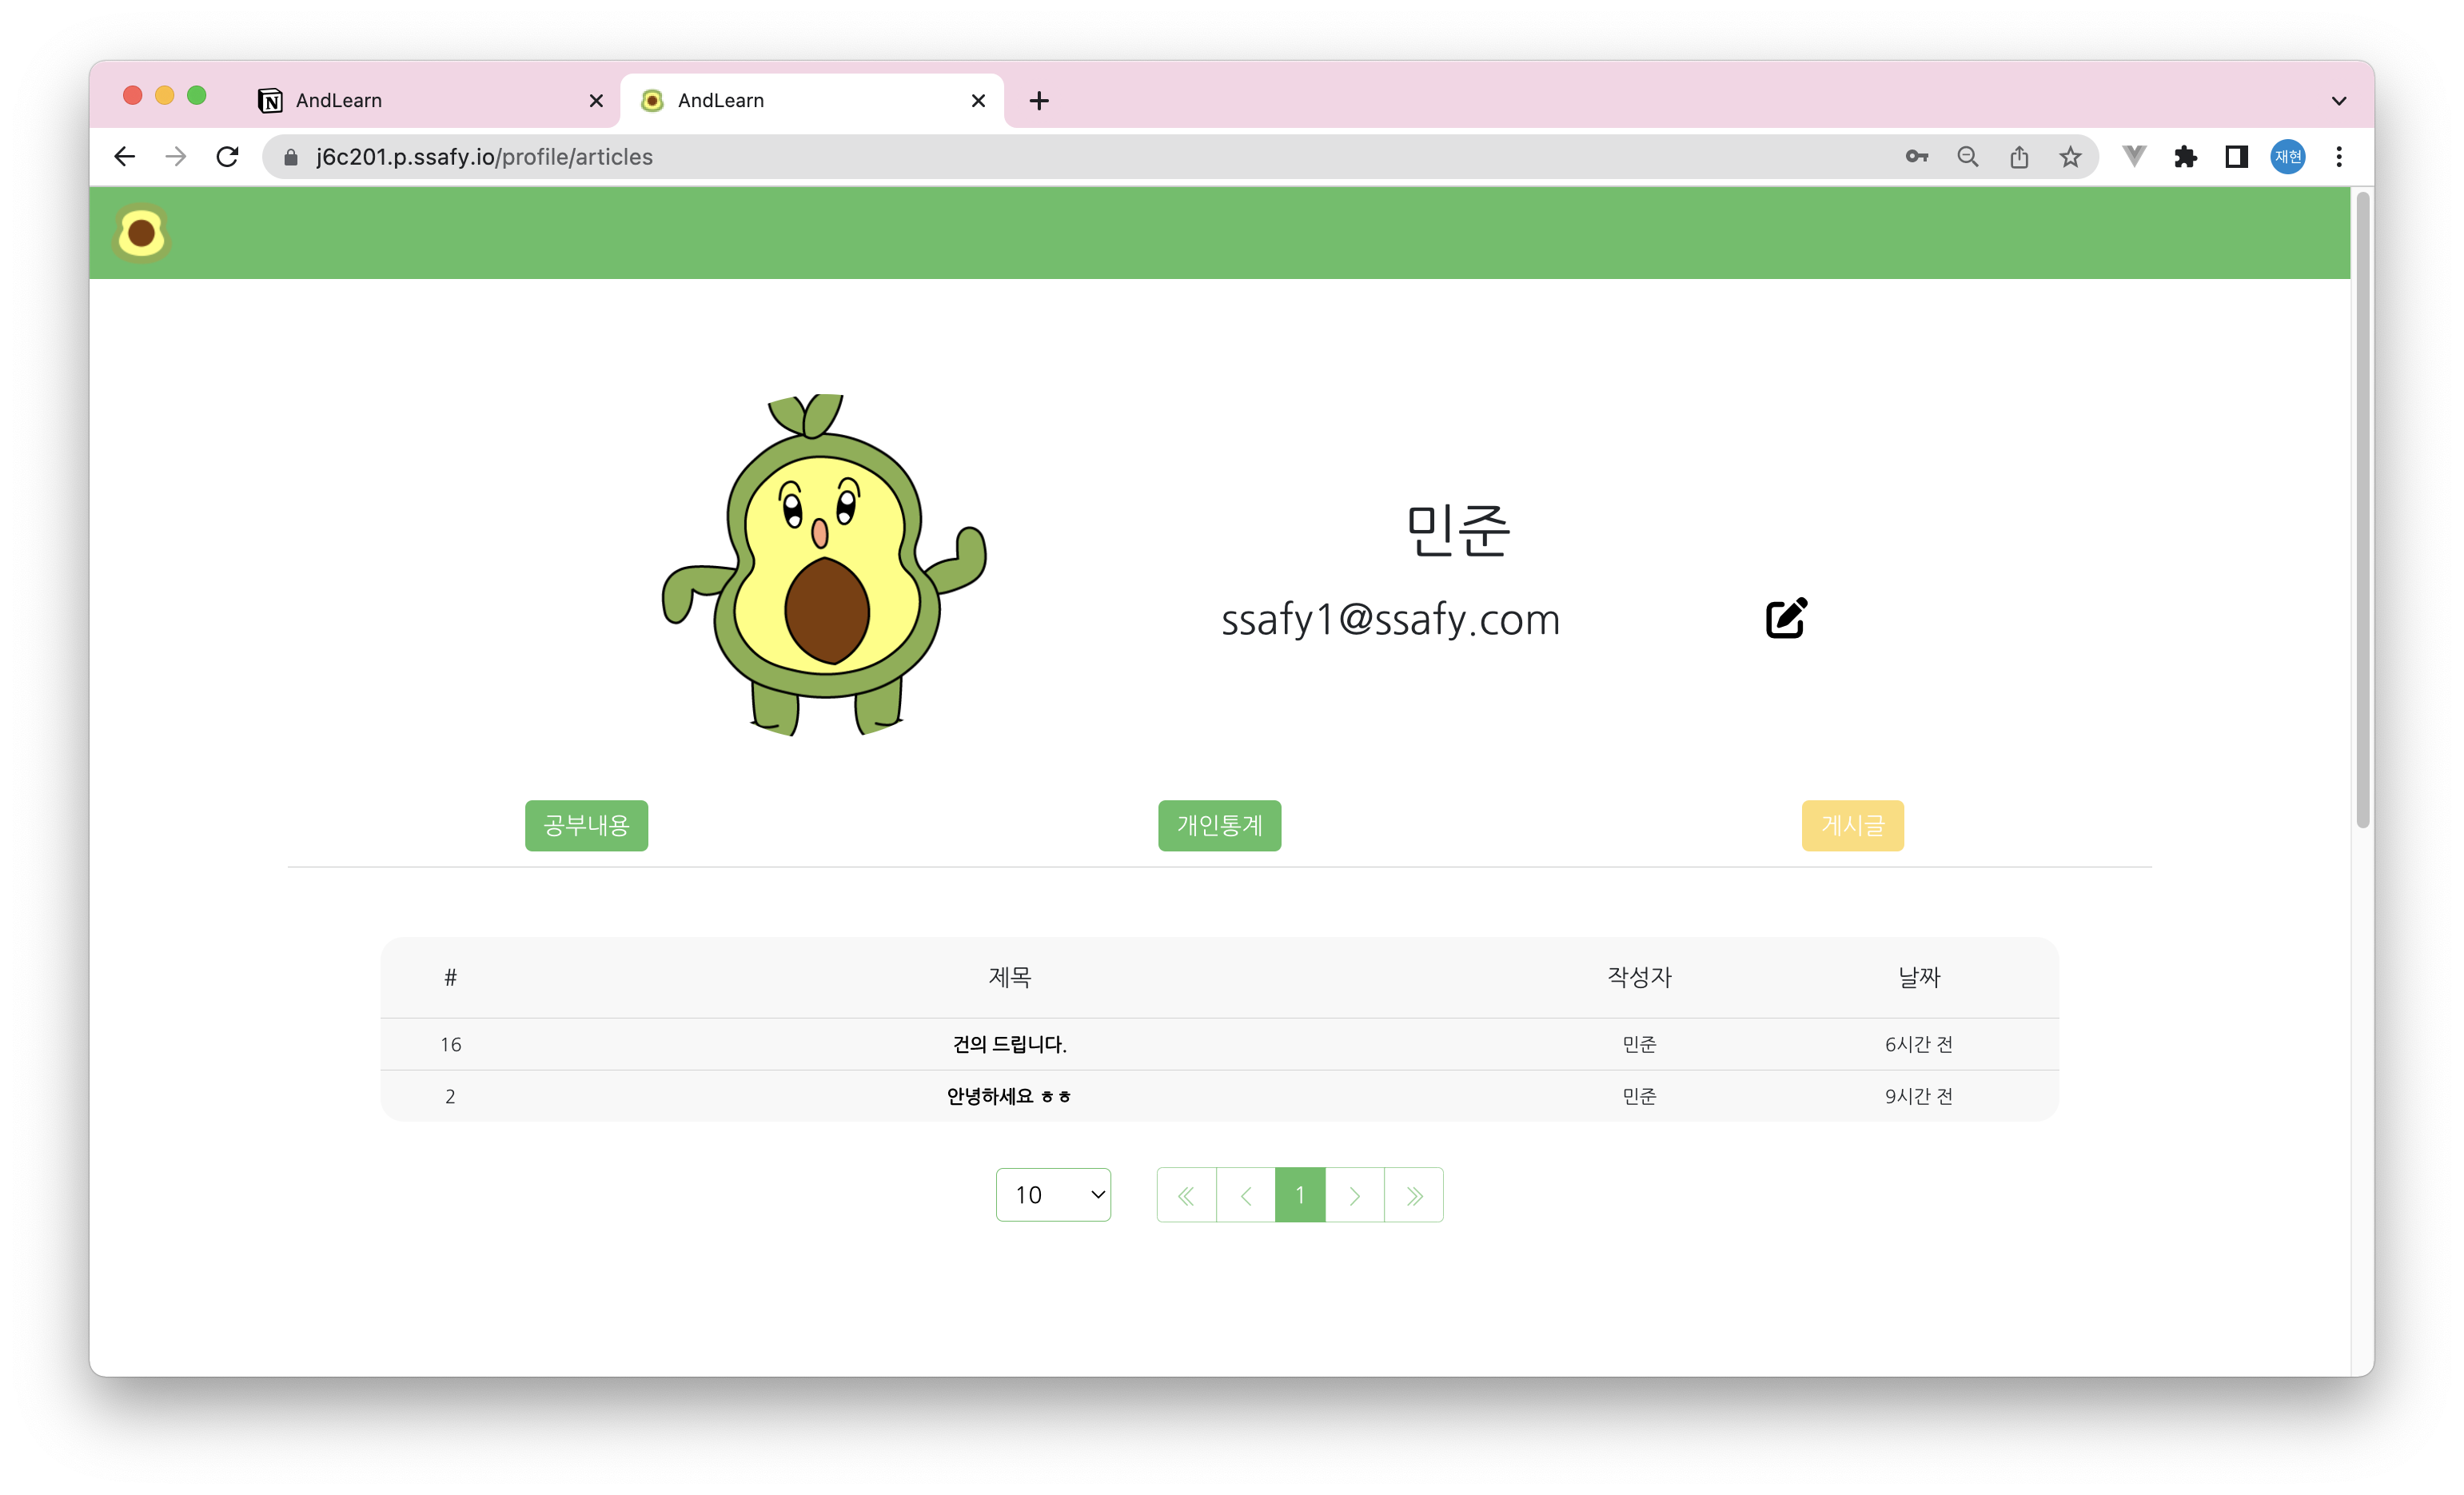 AndLearn
AndLearn
j6c201.p.ssafy.io/profile/articles
재현
민준
ssafy1@ssafy.com
공부내용 개인통계 게시글
# 제목 작성자 날짜
16 건의 드립니다. 민준 6시간 전
2 안녕하세요 ㅎㅎ 민준 9시간 전
10 « < 1 > »